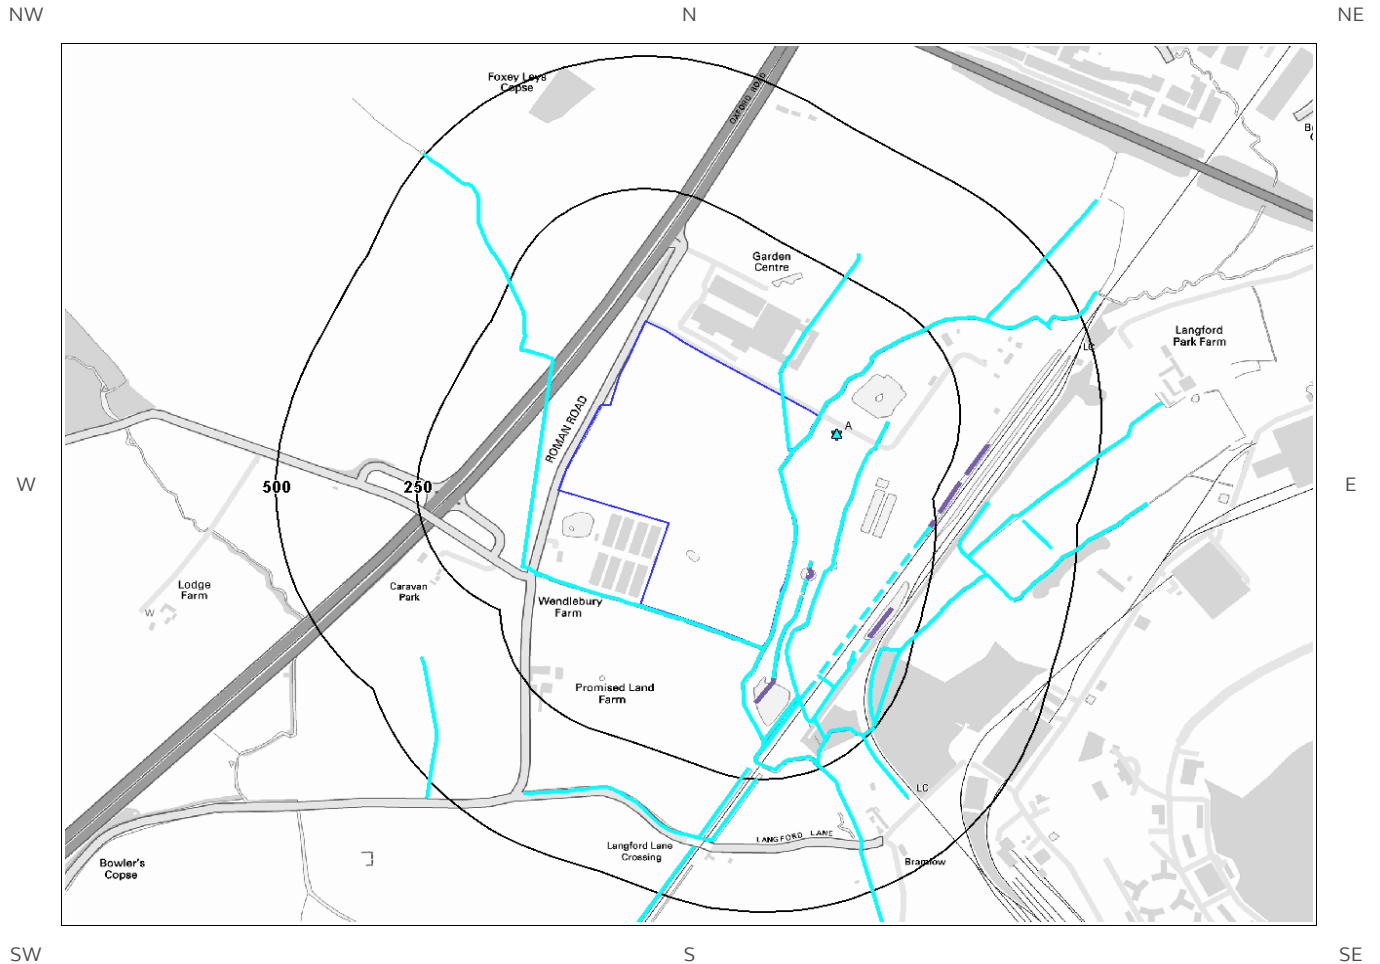 NW
N
NE
Foxey Leys
Copse
OXFORD ROAD
Garden
Centre
Langford
Park Farm
LC
ROMAN ROAD
A
W
500
250
E
Lodge
Farm
W
Caravan
Park
Wendlebury
Farm
Promised Land
Farm
LC
Langford Lane
Crossing
LANGFORD LANE
Bowler's
Copse
Bramlow
SW
S
SE